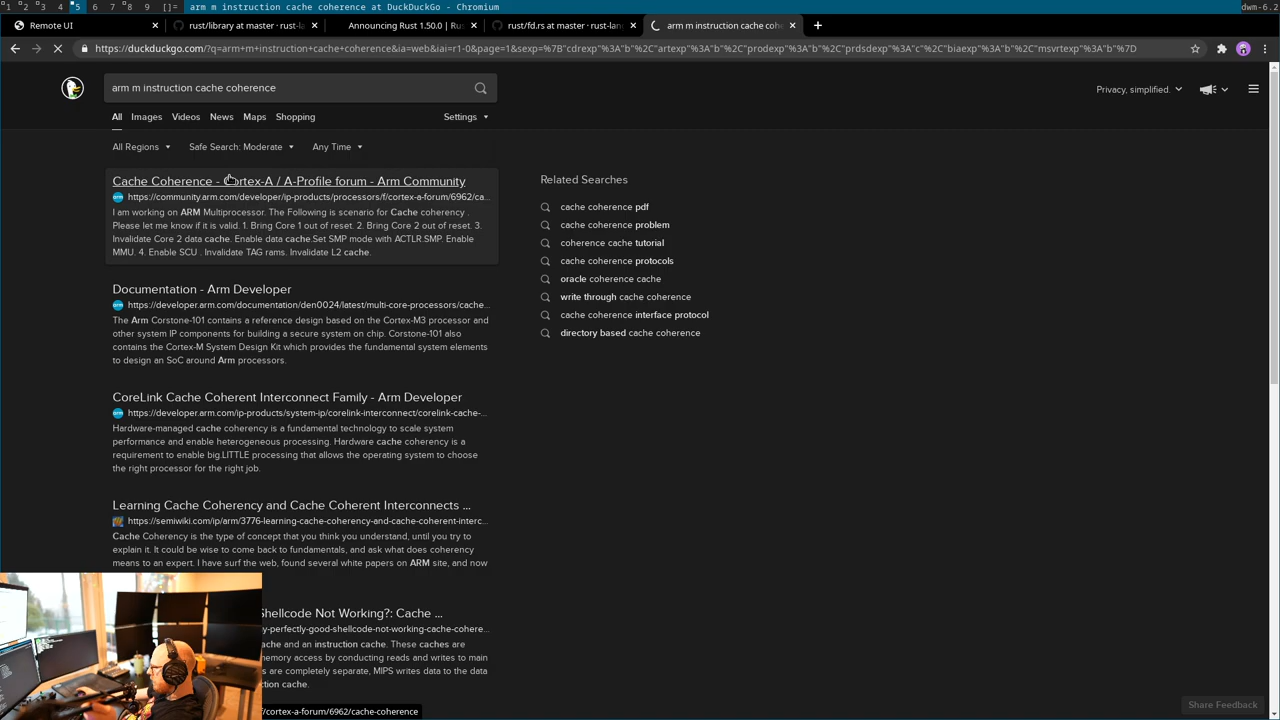 1 2 3 4 5 6 7 8 9 []= arm m instruction cache coherence at DuckDuckGo - Chromium dwm-6.2
Remote UI × rust/library at master · rust-la × Announcing Rust 1.50.0 | Rus × rust/fd.rs at master · rust-lan × arm m instruction cache cohe × +
https://duckduckgo.com/?q=arm+m+instruction+cache+coherence&ia=web&iai=r1-0&page=1&sexp=%7B"cdrexp"%3A"b"%2C"artexp"%3A"b"%2C"prodexp"%3A"b"%2C"prdsdexp"%3A"c"%2C"biaexp"%3A"b"%2C"msvrtexp"%3A"b"%7D
arm m instruction cache coherence
Privacy, simplified.
All Images Videos News Maps Shopping Settings
All Regions Safe Search: Moderate Any Time
Cache Coherence - Cortex-A / A-Profile forum - Arm Community
https://community.arm.com/developer/ip-products/processors/f/cortex-a-forum/6962/ca...
I am working on ARM Multiprocessor. The Following is scenario for Cache coherency .
Please let me know if it is valid. 1. Bring Core 1 out of reset. 2. Bring Core 2 out of reset. 3.
Invalidate Core 2 data cache. Enable data cache.Set SMP mode with ACTLR.SMP. Enable
MMU. 4. Enable SCU . Invalidate TAG rams. Invalidate L2 cache.
Documentation - Arm Developer
https://developer.arm.com/documentation/den0024/latest/multi-core-processors/cache...
The Arm Corstone-101 contains a reference design based on the Cortex-M3 processor and
other system IP components for building a secure system on chip. Corstone-101 also
contains the Cortex-M System Design Kit which provides the fundamental system elements
to design an SoC around Arm processors.
CoreLink Cache Coherent Interconnect Family - Arm Developer
https://developer.arm.com/ip-products/system-ip/corelink-interconnect/corelink-cache-...
Hardware-managed cache coherency is a fundamental technology to scale system
performance and enable heterogeneous processing. Hardware cache coherency is a
requirement to enable big.LITTLE processing that allows the operating system to choose
the right processor for the right job.
Learning Cache Coherency and Cache Coherent Interconnects ...
https://semiwiki.com/ip/arm/3776-learning-cache-coherency-and-cache-coherent-interc...
Cache Coherency is the type of concept that you think you understand, until you try to
explain it. It could be wise to come back to fundamentals, and ask what does coherency
means to an expert. I have surf the web, found several white papers on ARM site, and now
Shellcode Not Working?: Cache ...
y-perfectly-good-shellcode-not-working-cache-cohere...
ache and an instruction cache. These caches are
emory access by conducting reads and writes to main
s are completely separate, MIPS writes data to the data
ction cache.
/cortex-a-forum/6962/cache-coherence
Related Searches
cache coherence pdf
cache coherence problem
coherence cache tutorial
cache coherence protocols
oracle coherence cache
write through cache coherence
cache coherence interface protocol
directory based cache coherence
Share Feedback